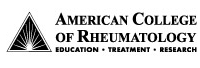 AMERICAN COLLEGE
OF RHEUMATOLOGY
EDUCATION • TREATMENT • RESEARCH